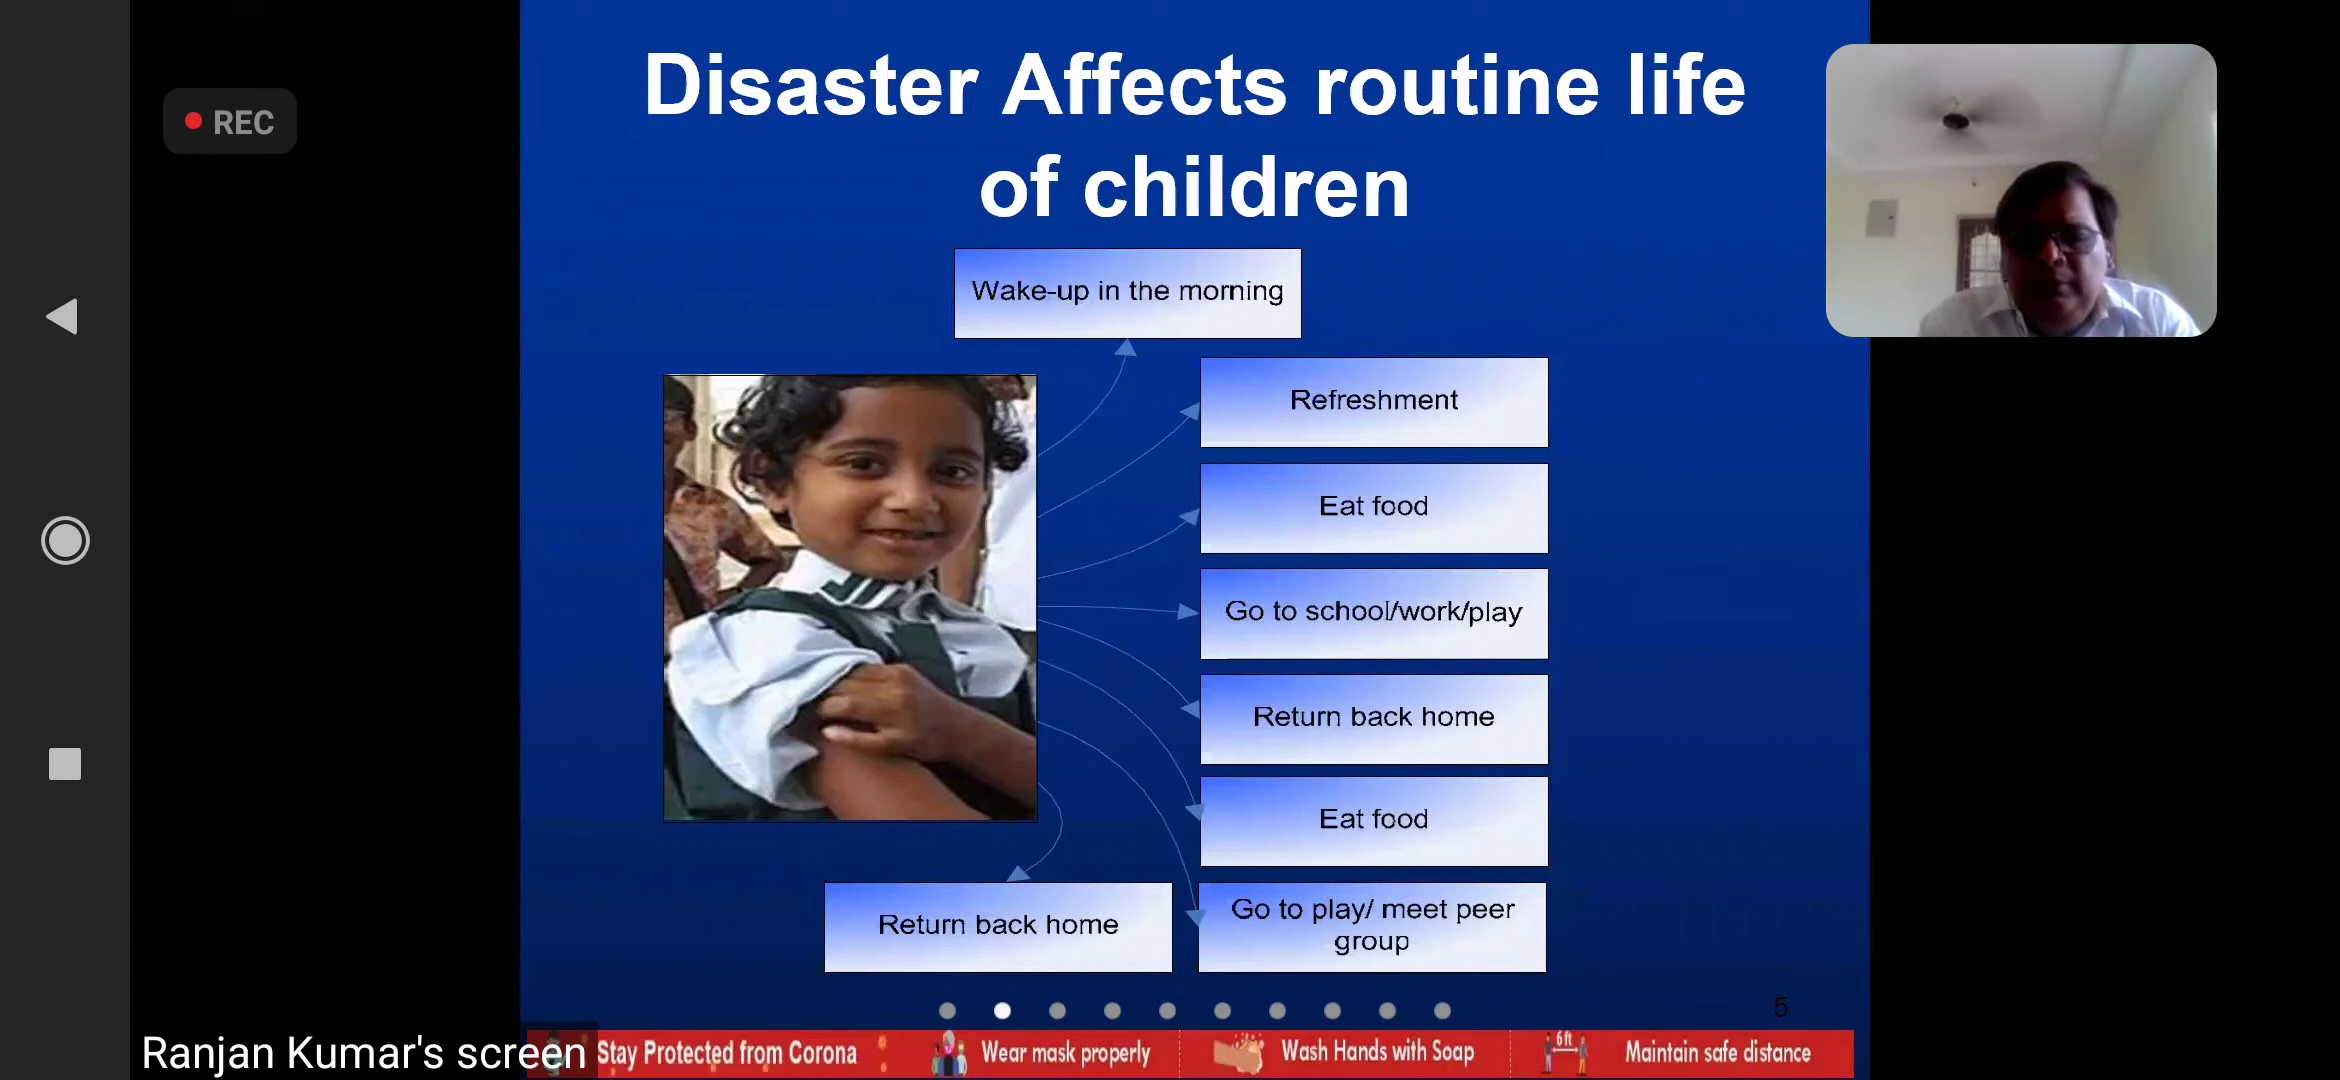 REC
Disaster Affects routine life
of children
Wake-up in the morning
Refreshment
Eat food
Go to school/work/play
Return back home
Eat food
Go to play/ meet peer
group
Return back home
5
Ranjan Kumar's screen
Stay Protected from Corona
Wear mask properly
Wash Hands with Soap
6ft
Maintain safe distance